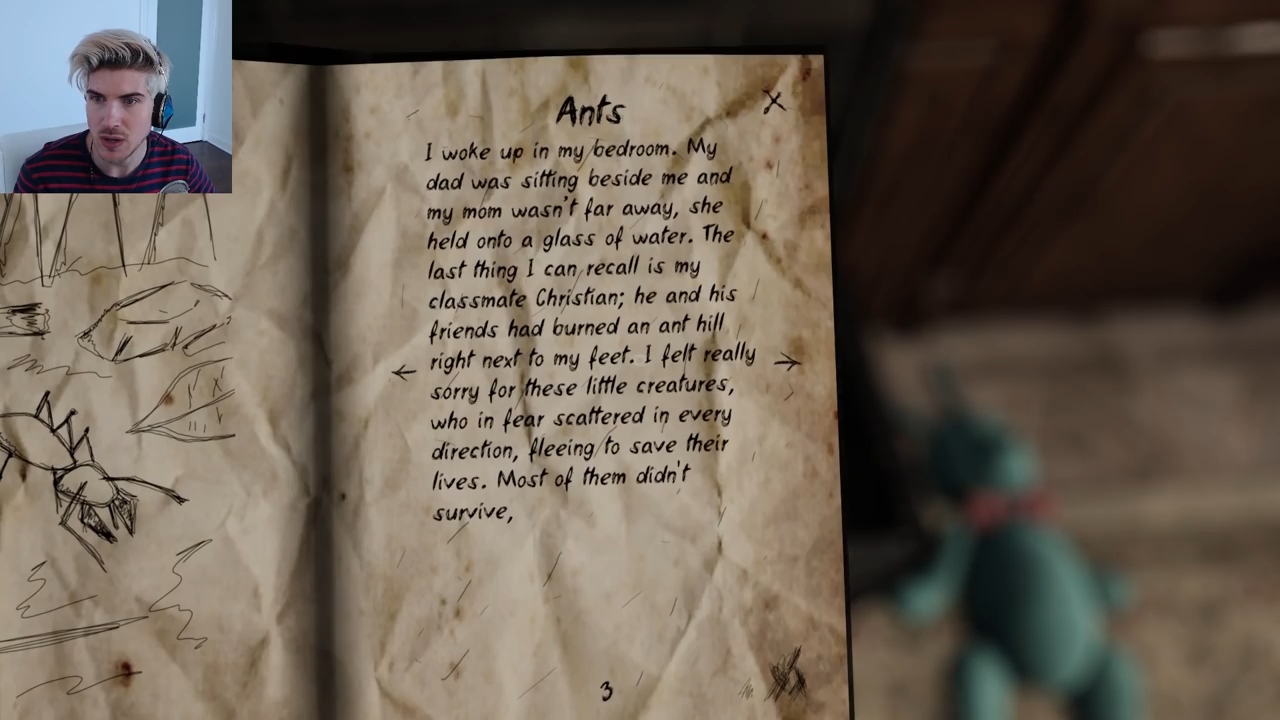 Ants
I woke up in my bedroom. My
dad was sitting beside me and
my mom wasn't far away, she
held onto a glass of water. The
last thing I can recall is my
classmate Christian; he and his
friends had burned an ant hill
right next to my feet. I felt really
sorry for these little creatures,
who in fear scattered in every
direction, fleeing to save their
lives. Most of them didn't
survive,
3